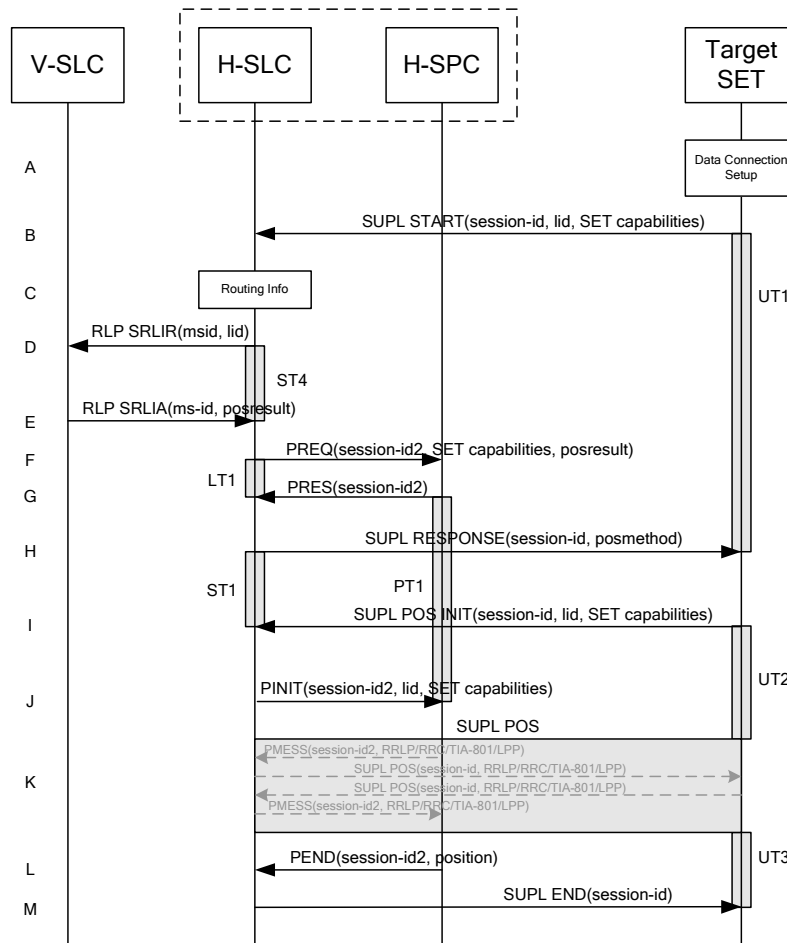 V-SLC
H-SLC
H-SPC
Target
SET
A
Data Connection
Setup
B
SUPL START(session-id, lid, SET capabilities)
C
Routing Info
UT1
D
RLP SRLIR(msid, lid)
ST4
E
RLP SRLIA(ms-id, posresult)
F
PREQ(session-id2, SET capabilities, posresult)
LT1
G
PRES(session-id2)
H
SUPL RESPONSE(session-id, posmethod)
ST1
PT1
I
SUPL POS INIT(session-id, lid, SET capabilities)
UT2
J
PINIT(session-id2, lid, SET capabilities)
SUPL POS
PMESS(session-id2, RRLP/RRC/TIA-801/LPP)
SUPL POS(session-id, RRLP/RRC/TIA-801/LPP)
K
SUPL POS(session-id, RRLP/RRC/TIA-801/LPP)
PMESS(session-id2, RRLP/RRC/TIA-801/LPP)
L
PEND(session-id2, position)
UT3
M
SUPL END(session-id)